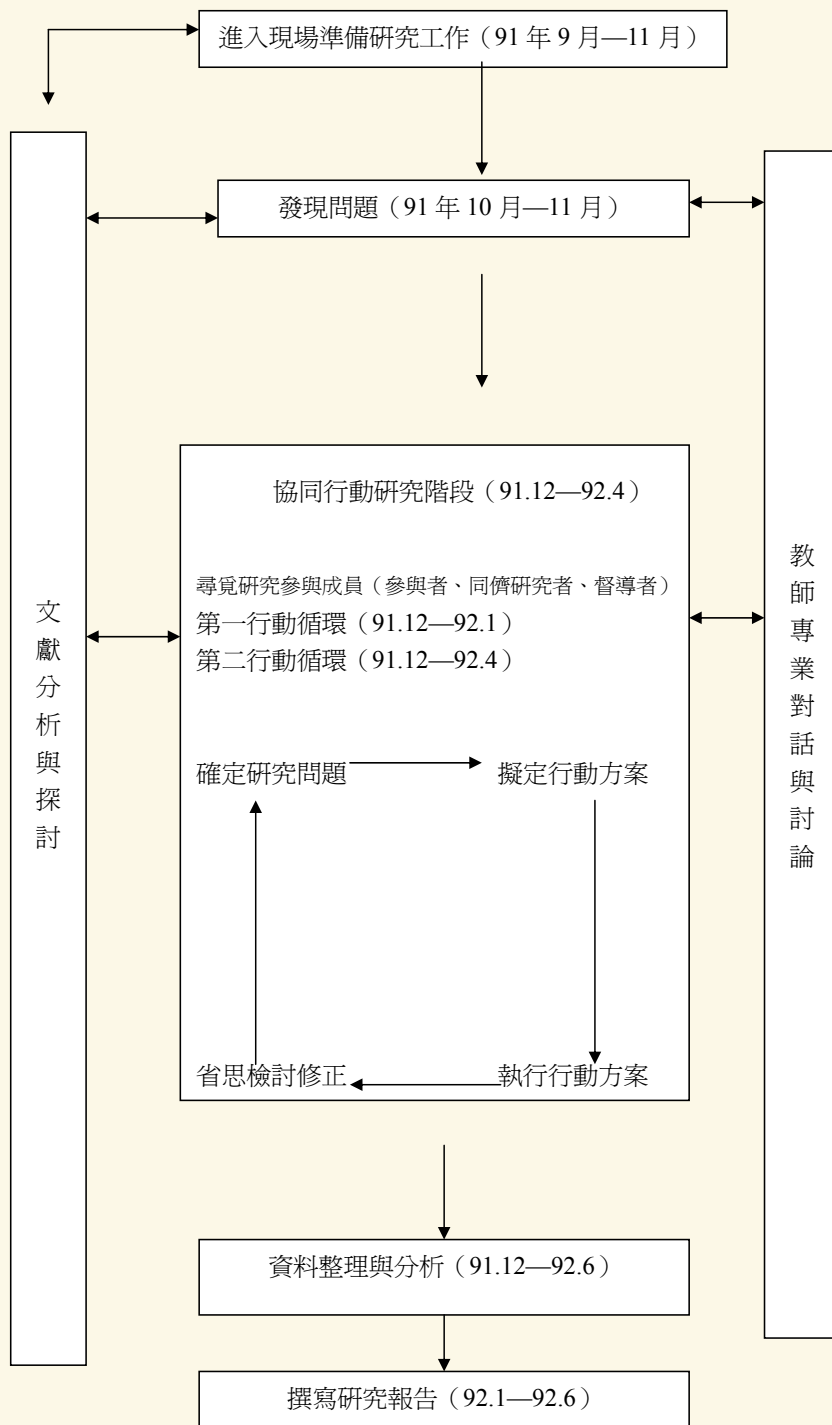 進入現場準備研究工作（91 年 9 月—11 月）
發現問題（91 年 10 月—11 月）
協同行動研究階段（91.12—92.4）
尋覓研究參與成員（參與者、同儕研究者、督導者）
第一行動循環（91.12—92.1）
第二行動循環（91.12—92.4）
確定研究問題
擬定行動方案
省思檢討修正
執行行動方案
文獻分析與探討
教師專業對話與討論
資料整理與分析（91.12—92.6）
撰寫研究報告（92.1—92.6）